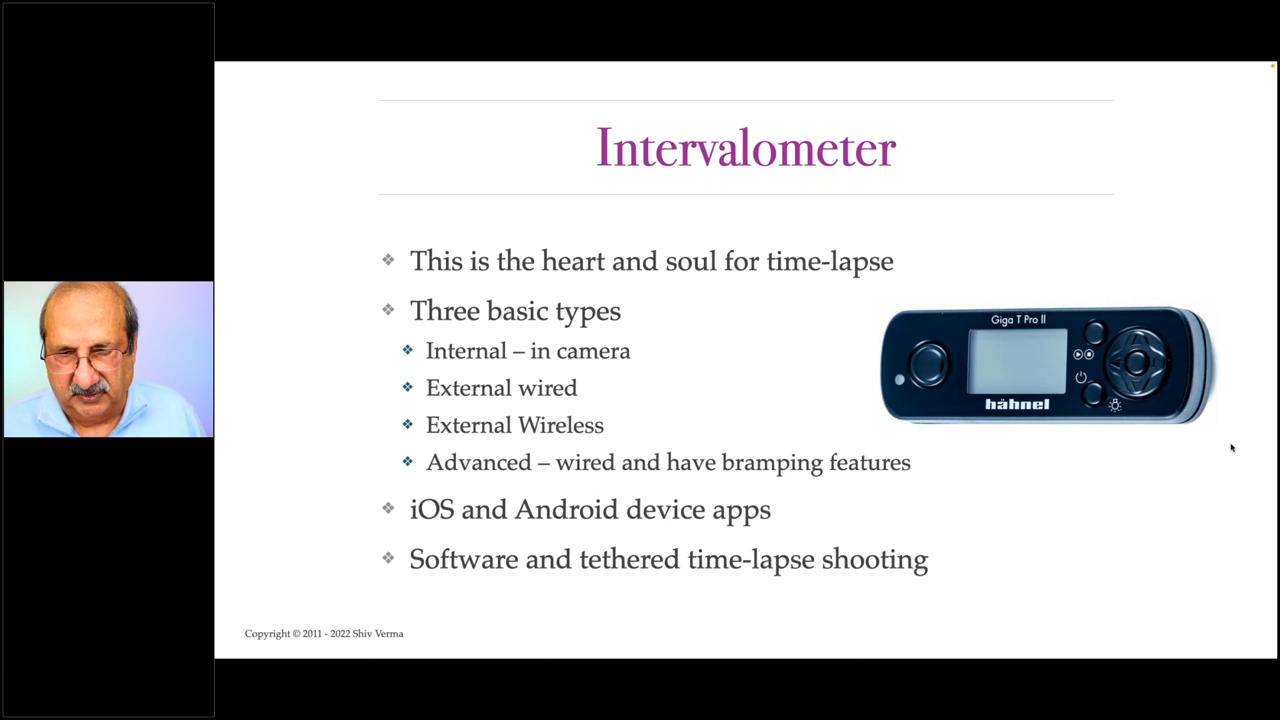 Intervalometer
This is the heart and soul for time-lapse
Three basic types
Internal – in camera
External wired
External Wireless
Advanced – wired and have bramping features
iOS and Android device apps
Software and tethered time-lapse shooting
Giga T Pro II
hähnel
Copyright © 2011 - 2022 Shiv Verma